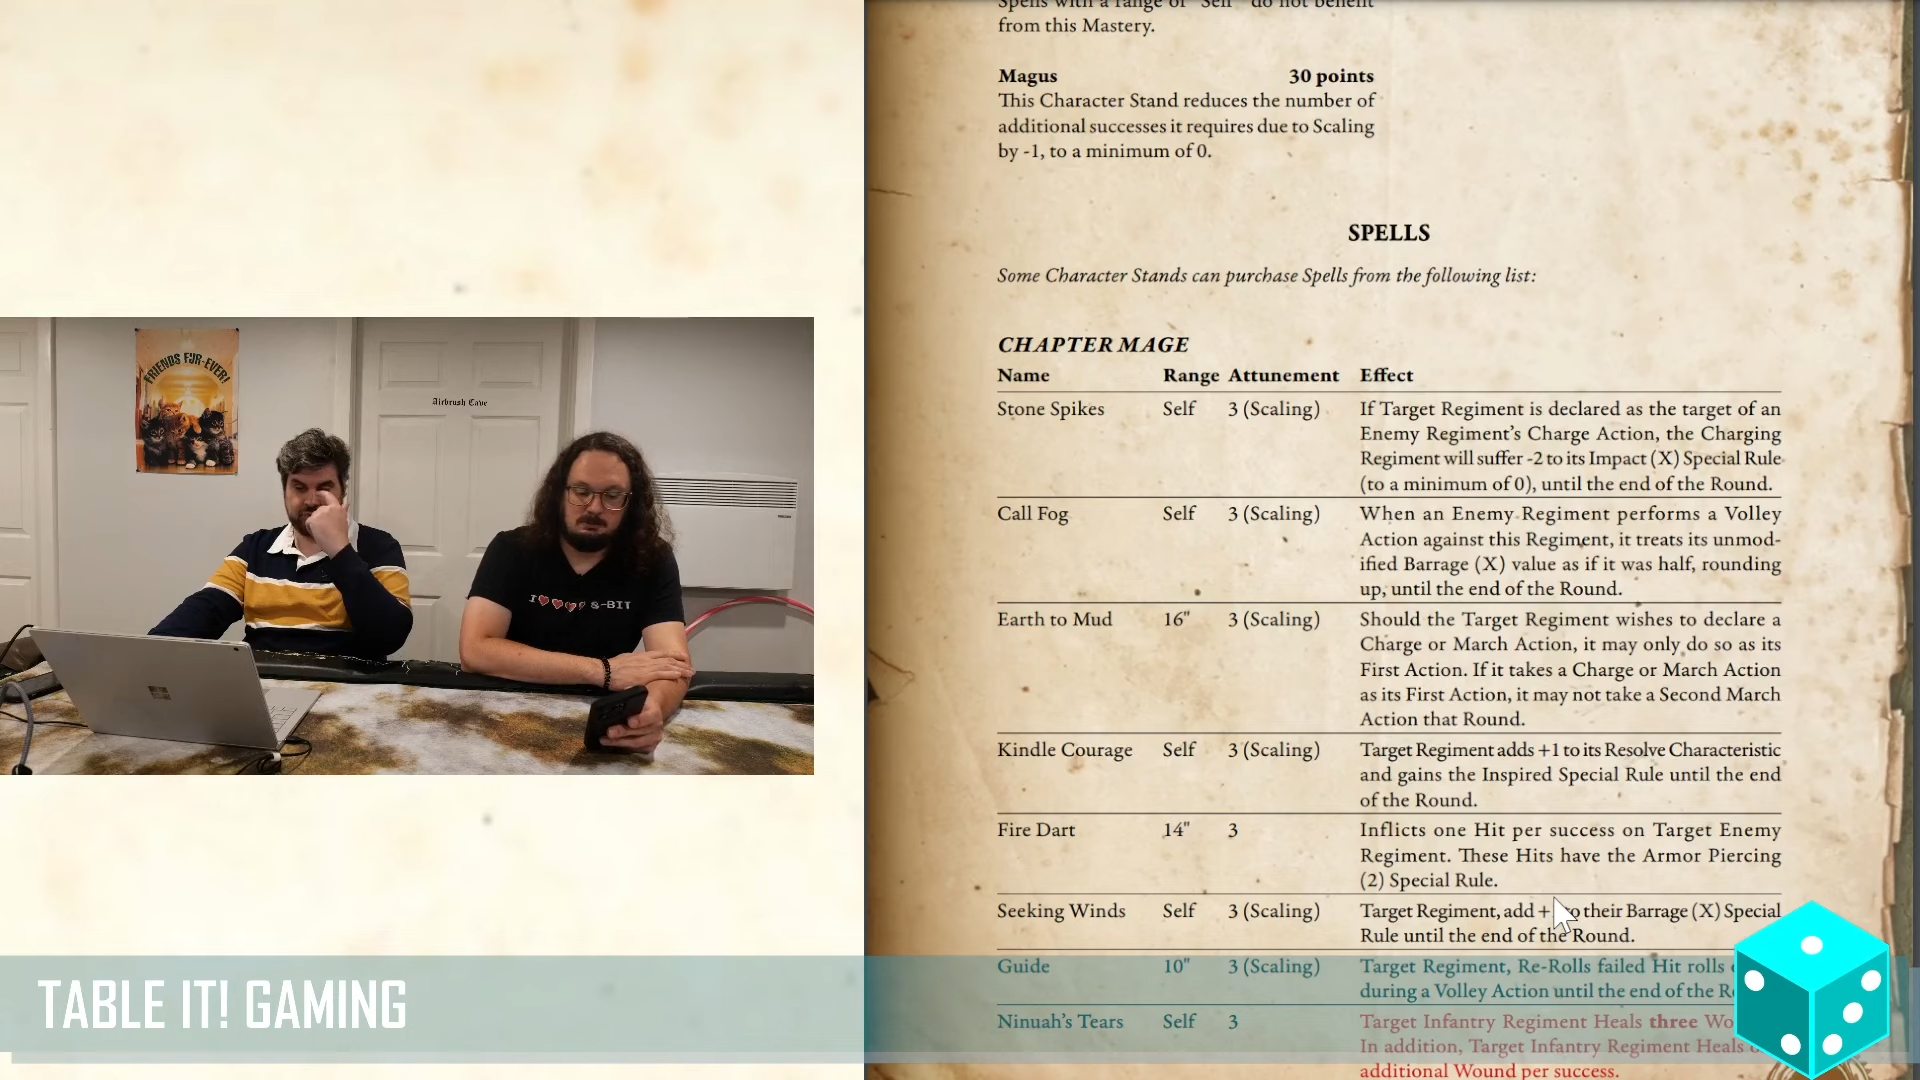 FRIENDS FUR-EVER!
Airbrush Cave
I 8-BIT
TABLE IT! GAMING
Spells with a range of "Self" do not benefit
from this Mastery.
Magus 30 points
This Character Stand reduces the number of
additional successes it requires due to Scaling
by -1, to a minimum of 0.
SPELLS
Some Character Stands can purchase Spells from the following list:
CHAPTER MAGE
Name Range Attunement Effect
Stone Spikes Self 3 (Scaling) If Target Regiment is declared as the target of an
Enemy Regiment's Charge Action, the Charging
Regiment will suffer -2 to its Impact (X) Special Rule
(to a minimum of 0), until the end of the Round.
Call Fog Self 3 (Scaling) When an Enemy Regiment performs a Volley
Action against this Regiment, it treats its unmod-
ified Barrage (X) value as if it was half, rounding
up, until the end of the Round.
Earth to Mud 16" 3 (Scaling) Should the Target Regiment wishes to declare a
Charge or March Action, it may only do so as its
First Action. If it takes a Charge or March Action
as its First Action, it may not take a Second March
Action that Round.
Kindle Courage Self 3 (Scaling) Target Regiment adds +1 to its Resolve Characteristic
and gains the Inspired Special Rule until the end
of the Round.
Fire Dart 14" 3 Inflicts one Hit per success on Target Enemy
Regiment. These Hits have the Armor Piercing
(2) Special Rule.
Seeking Winds Self 3 (Scaling) Target Regiment, add + their Barrage (X) Special
Rule until the end of the Round.
Guide 10" 3 (Scaling) Target Regiment, Re-Rolls failed Hit rolls
during a Volley Action until the end of the
Ninuah's Tears Self 3 Target Infantry Regiment Heals three
In addition, Target Infantry Regiment Heals
additional Wound per success.